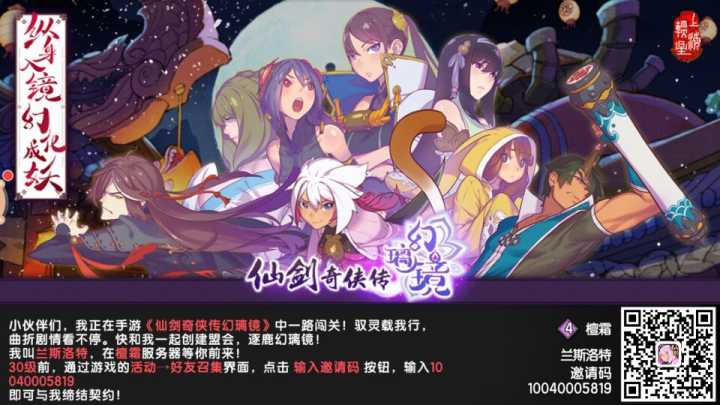 纵身入镜幻化成妖
上海软星
仙剑奇侠传
幻璃镜
小伙伴们，我正在手游《仙剑奇侠传幻璃镜》中一路闯关！驭灵载我行，
曲折剧情看不停。快和我一起创建盟会，逐鹿幻璃镜！
我叫兰斯洛特，在檀霜服务器等你前来！
30级前，通过游戏的活动→好友召集界面，点击 输入邀请码 按钮，输入10
040005819
即可与我缔结契约！
4 檀霜
兰斯洛特
邀请码
10040005819